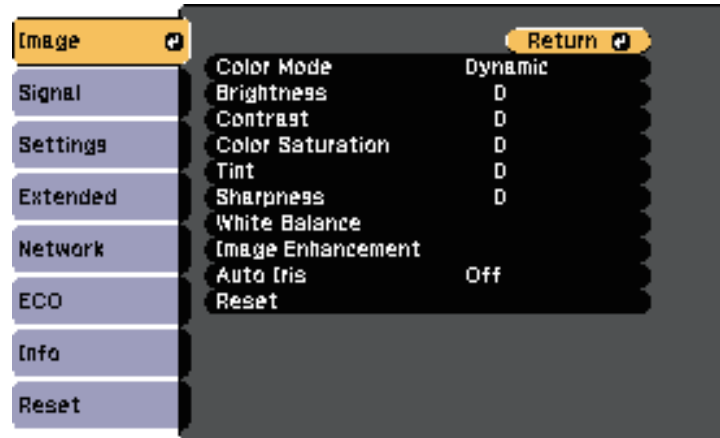 Image
Signal
Settings
Extended
Network
ECO
Info
Reset
Return
Color Mode Dynamic
Brightness 0
Contrast 0
Color Saturation 0
Tint 0
Sharpness 0
White Balance
Image Enhancement
Auto Iris Off
Reset